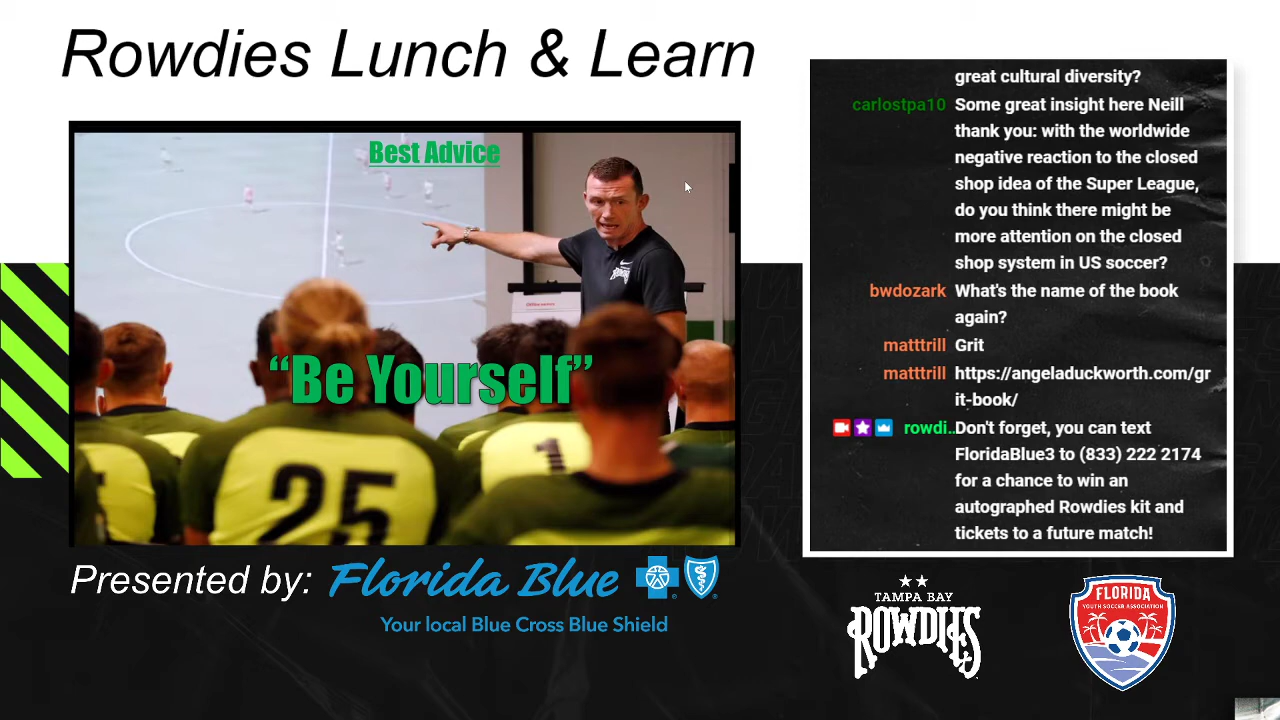 Rowdies Lunch & Learn
Best Advice
“Be Yourself”
25
1
Presented by: Florida Blue
Your local Blue Cross Blue Shield
great cultural diversity?
carlostpa10 Some great insight here Neill
thank you: with the worldwide
negative reaction to the closed
shop idea of the Super League,
do you think there might be
more attention on the closed
shop system in US soccer?
bwdozark What's the name of the book
again?
matttrill Grit
matttrill https://angeladuckworth.com/gr
it-book/
rowdi.. Don't forget, you can text
FloridaBlue3 to (833) 222 2174
for a chance to win an
autographed Rowdies kit and
tickets to a future match!
TAMPA BAY
ROWDIES
FLORIDA
YOUTH SOCCER ASSOCIATION